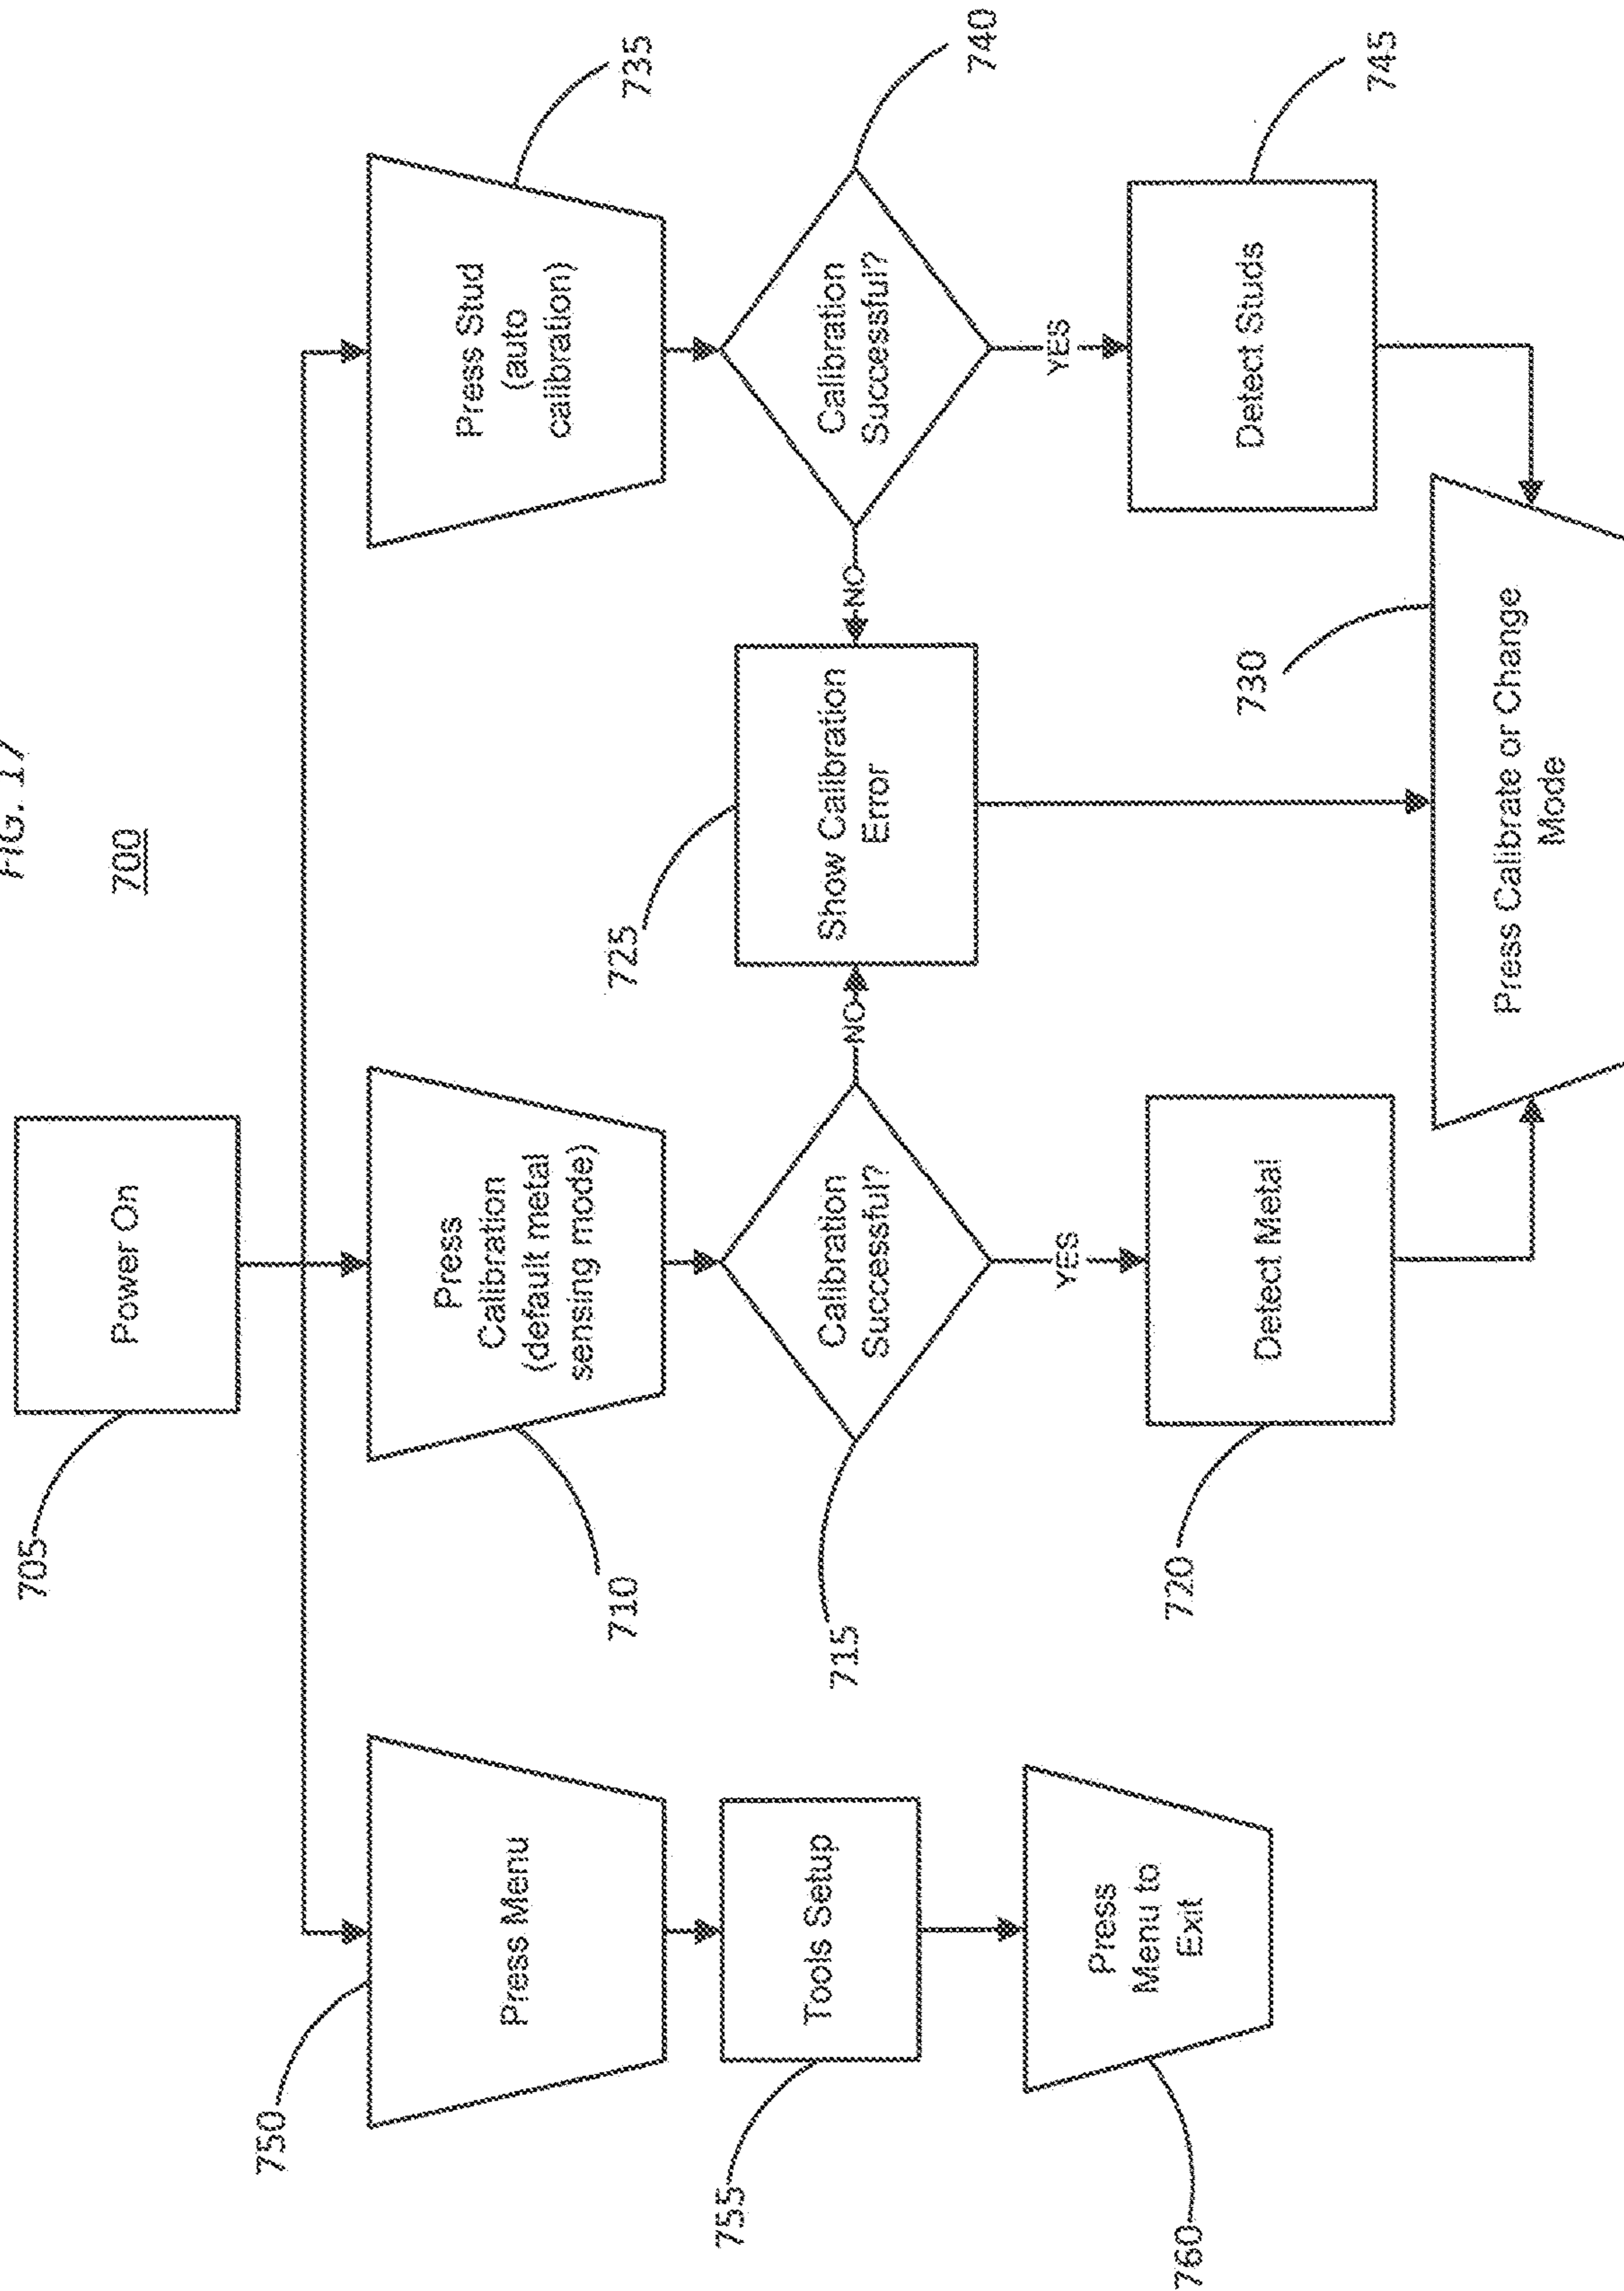 FIG. 17
700
705
Power On
750
Press Menu
710
Press
Calibration
(default metal
sensing mode)
Press Stud
(auto
calibration)
735
755
Tools Setup
715
Calibration
Successful?
NO
725
Show Calibration
Error
NO
Calibration
Successful?
740
YES
YES
760
Press
Menu to
Exit
720
Detect Metal
Detect Studs
745
730
Press Calibrate or Change
Mode